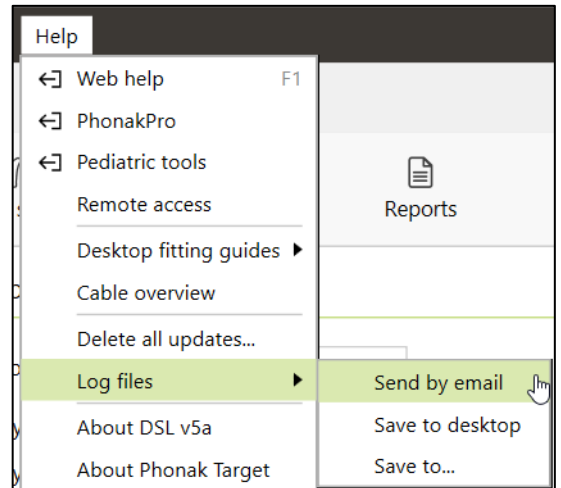 Help
Web help F1
PhonakPro
Pediatric tools
Remote access
Reports
Desktop fitting guides
Cable overview
Delete all updates...
Log files
Send by email
About DSL v5a
Save to desktop
About Phonak Target
Save to...